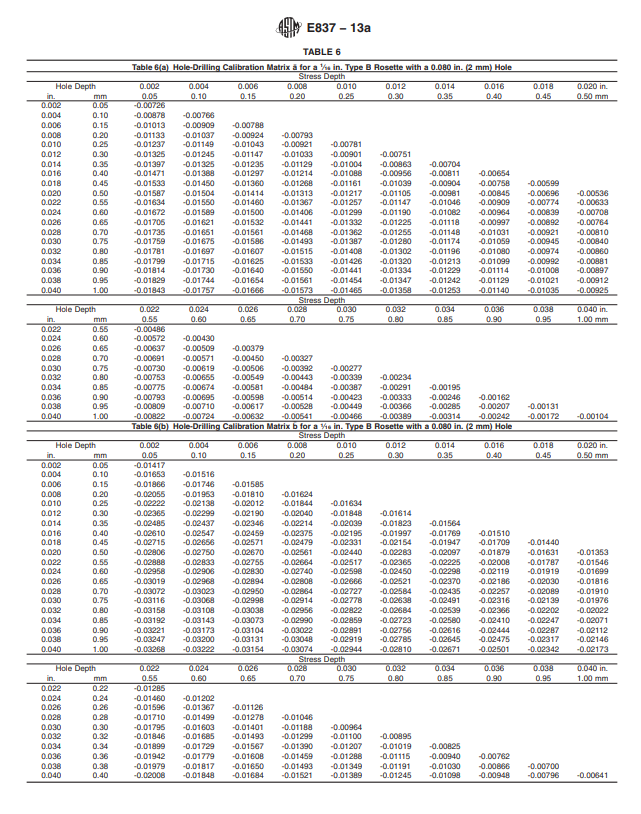 ASTM E837 – 13a
TABLE 6
Table 6(a) Hole-Drilling Calibration Matrix ā for a 1⁄16 in. Type B Rosette with a 0.080 in. (2 mm) Hole
Stress Depth
Hole Depth 0.002 0.004 0.006 0.008 0.010 0.012 0.014 0.016 0.018 0.020 in.
in. mm 0.05 0.10 0.15 0.20 0.25 0.30 0.35 0.40 0.45 0.50 mm
0.002 0.05 -0.00726
0.004 0.10 -0.00878 -0.00766
0.006 0.15 -0.01013 -0.00909 -0.00788
0.008 0.20 -0.01133 -0.01037 -0.00924 -0.00793
0.010 0.25 -0.01237 -0.01149 -0.01043 -0.00921 -0.00781
0.012 0.30 -0.01325 -0.01245 -0.01147 -0.01033 -0.00901 -0.00751
0.014 0.35 -0.01397 -0.01325 -0.01235 -0.01129 -0.01004 -0.00863 -0.00704
0.016 0.40 -0.01471 -0.01388 -0.01297 -0.01214 -0.01088 -0.00956 -0.00811 -0.00654
0.018 0.45 -0.01533 -0.01450 -0.01360 -0.01268 -0.01161 -0.01039 -0.00904 -0.00758 -0.00599
0.020 0.50 -0.01587 -0.01504 -0.01414 -0.01313 -0.01217 -0.01105 -0.00981 -0.00845 -0.00696 -0.00536
0.022 0.55 -0.01634 -0.01550 -0.01460 -0.01367 -0.01257 -0.01147 -0.01046 -0.00909 -0.00774 -0.00633
0.024 0.60 -0.01672 -0.01589 -0.01500 -0.01406 -0.01299 -0.01190 -0.01082 -0.00964 -0.00839 -0.00708
0.026 0.65 -0.01705 -0.01621 -0.01532 -0.01441 -0.01332 -0.01225 -0.01118 -0.00997 -0.00892 -0.00764
0.028 0.70 -0.01735 -0.01651 -0.01561 -0.01468 -0.01362 -0.01255 -0.01148 -0.01031 -0.00921 -0.00810
0.030 0.75 -0.01759 -0.01675 -0.01586 -0.01493 -0.01387 -0.01280 -0.01174 -0.01059 -0.00945 -0.00840
0.032 0.80 -0.01781 -0.01697 -0.01607 -0.01515 -0.01408 -0.01302 -0.01196 -0.01080 -0.00974 -0.00860
0.034 0.85 -0.01799 -0.01715 -0.01625 -0.01533 -0.01426 -0.01320 -0.01213 -0.01099 -0.00992 -0.00881
0.036 0.90 -0.01814 -0.01730 -0.01640 -0.01550 -0.01441 -0.01334 -0.01229 -0.01114 -0.01008 -0.00897
0.038 0.95 -0.01829 -0.01744 -0.01654 -0.01561 -0.01454 -0.01347 -0.01242 -0.01129 -0.01021 -0.00912
0.040 1.00 -0.01843 -0.01757 -0.01666 -0.01573 -0.01465 -0.01358 -0.01253 -0.01140 -0.01035 -0.00925
Stress Depth
Hole Depth 0.022 0.024 0.026 0.028 0.030 0.032 0.034 0.036 0.038 0.040 in.
in. mm 0.55 0.60 0.65 0.70 0.75 0.80 0.85 0.90 0.95 1.00 mm
0.022 0.55 -0.00486
0.024 0.60 -0.00572 -0.00430
0.026 0.65 -0.00637 -0.00509 -0.00379
0.028 0.70 -0.00691 -0.00571 -0.00450 -0.00327
0.030 0.75 -0.00730 -0.00619 -0.00506 -0.00392 -0.00277
0.032 0.80 -0.00753 -0.00655 -0.00549 -0.00443 -0.00339 -0.00234
0.034 0.85 -0.00775 -0.00674 -0.00581 -0.00484 -0.00387 -0.00291 -0.00195
0.036 0.90 -0.00793 -0.00695 -0.00598 -0.00514 -0.00423 -0.00333 -0.00246 -0.00162
0.038 0.95 -0.00809 -0.00710 -0.00617 -0.00528 -0.00449 -0.00366 -0.00285 -0.00207 -0.00131
0.040 1.00 -0.00822 -0.00724 -0.00632 -0.00541 -0.00466 -0.00389 -0.00314 -0.00242 -0.00172 -0.00104
Table 6(b) Hole-Drilling Calibration Matrix b̄ for a 1⁄16 in. Type B Rosette with a 0.080 in. (2 mm) Hole
Stress Depth
Hole Depth 0.002 0.004 0.006 0.008 0.010 0.012 0.014 0.016 0.018 0.020 in.
in. mm 0.05 0.10 0.15 0.20 0.25 0.30 0.35 0.40 0.45 0.50 mm
0.002 0.05 -0.01417
0.004 0.10 -0.01653 -0.01516
0.006 0.15 -0.01866 -0.01746 -0.01585
0.008 0.20 -0.02055 -0.01953 -0.01810 -0.01624
0.010 0.25 -0.02222 -0.02138 -0.02012 -0.01844 -0.01634
0.012 0.30 -0.02365 -0.02299 -0.02190 -0.02040 -0.01848 -0.01614
0.014 0.35 -0.02485 -0.02437 -0.02346 -0.02214 -0.02039 -0.01823 -0.01564
0.016 0.40 -0.02610 -0.02547 -0.02459 -0.02375 -0.02195 -0.01997 -0.01769 -0.01510
0.018 0.45 -0.02715 -0.02656 -0.02571 -0.02479 -0.02331 -0.02154 -0.01947 -0.01709 -0.01440
0.020 0.50 -0.02806 -0.02750 -0.02670 -0.02561 -0.02440 -0.02283 -0.02097 -0.01879 -0.01631 -0.01353
0.022 0.55 -0.02888 -0.02833 -0.02755 -0.02664 -0.02517 -0.02365 -0.02225 -0.02008 -0.01787 -0.01546
0.024 0.60 -0.02958 -0.02906 -0.02830 -0.02740 -0.02598 -0.02450 -0.02298 -0.02119 -0.01919 -0.01699
0.026 0.65 -0.03019 -0.02968 -0.02894 -0.02808 -0.02666 -0.02521 -0.02370 -0.02186 -0.02030 -0.01816
0.028 0.70 -0.03072 -0.03023 -0.02950 -0.02864 -0.02727 -0.02584 -0.02435 -0.02257 -0.02089 -0.01910
0.030 0.75 -0.03116 -0.03068 -0.02998 -0.02914 -0.02778 -0.02638 -0.02491 -0.02316 -0.02139 -0.01976
0.032 0.80 -0.03158 -0.03108 -0.03038 -0.02956 -0.02822 -0.02684 -0.02539 -0.02366 -0.02202 -0.02022
0.034 0.85 -0.03192 -0.03143 -0.03073 -0.02990 -0.02859 -0.02723 -0.02580 -0.02410 -0.02247 -0.02071
0.036 0.90 -0.03221 -0.03173 -0.03104 -0.03022 -0.02891 -0.02756 -0.02616 -0.02444 -0.02287 -0.02112
0.038 0.95 -0.03247 -0.03200 -0.03131 -0.03048 -0.02919 -0.02785 -0.02645 -0.02475 -0.02317 -0.02146
0.040 1.00 -0.03268 -0.03222 -0.03154 -0.03074 -0.02944 -0.02810 -0.02671 -0.02501 -0.02342 -0.02173
Stress Depth
Hole Depth 0.022 0.024 0.026 0.028 0.030 0.032 0.034 0.036 0.038 0.040 in.
in. mm 0.55 0.60 0.65 0.70 0.75 0.80 0.85 0.90 0.95 1.00 mm
0.022 0.22 -0.01285
0.024 0.24 -0.01460 -0.01202
0.026 0.26 -0.01596 -0.01367 -0.01126
0.028 0.28 -0.01710 -0.01499 -0.01278 -0.01046
0.030 0.30 -0.01795 -0.01603 -0.01401 -0.01188 -0.00964
0.032 0.32 -0.01846 -0.01685 -0.01493 -0.01299 -0.01100 -0.00895
0.034 0.34 -0.01899 -0.01729 -0.01567 -0.01390 -0.01207 -0.01019 -0.00825
0.036 0.36 -0.01942 -0.01779 -0.01608 -0.01459 -0.01288 -0.01115 -0.00940 -0.00762
0.038 0.38 -0.01979 -0.01817 -0.01650 -0.01493 -0.01349 -0.01191 -0.01030 -0.00866 -0.00700
0.040 0.40 -0.02008 -0.01848 -0.01684 -0.01521 -0.01389 -0.01245 -0.01098 -0.00948 -0.00796 -0.00641